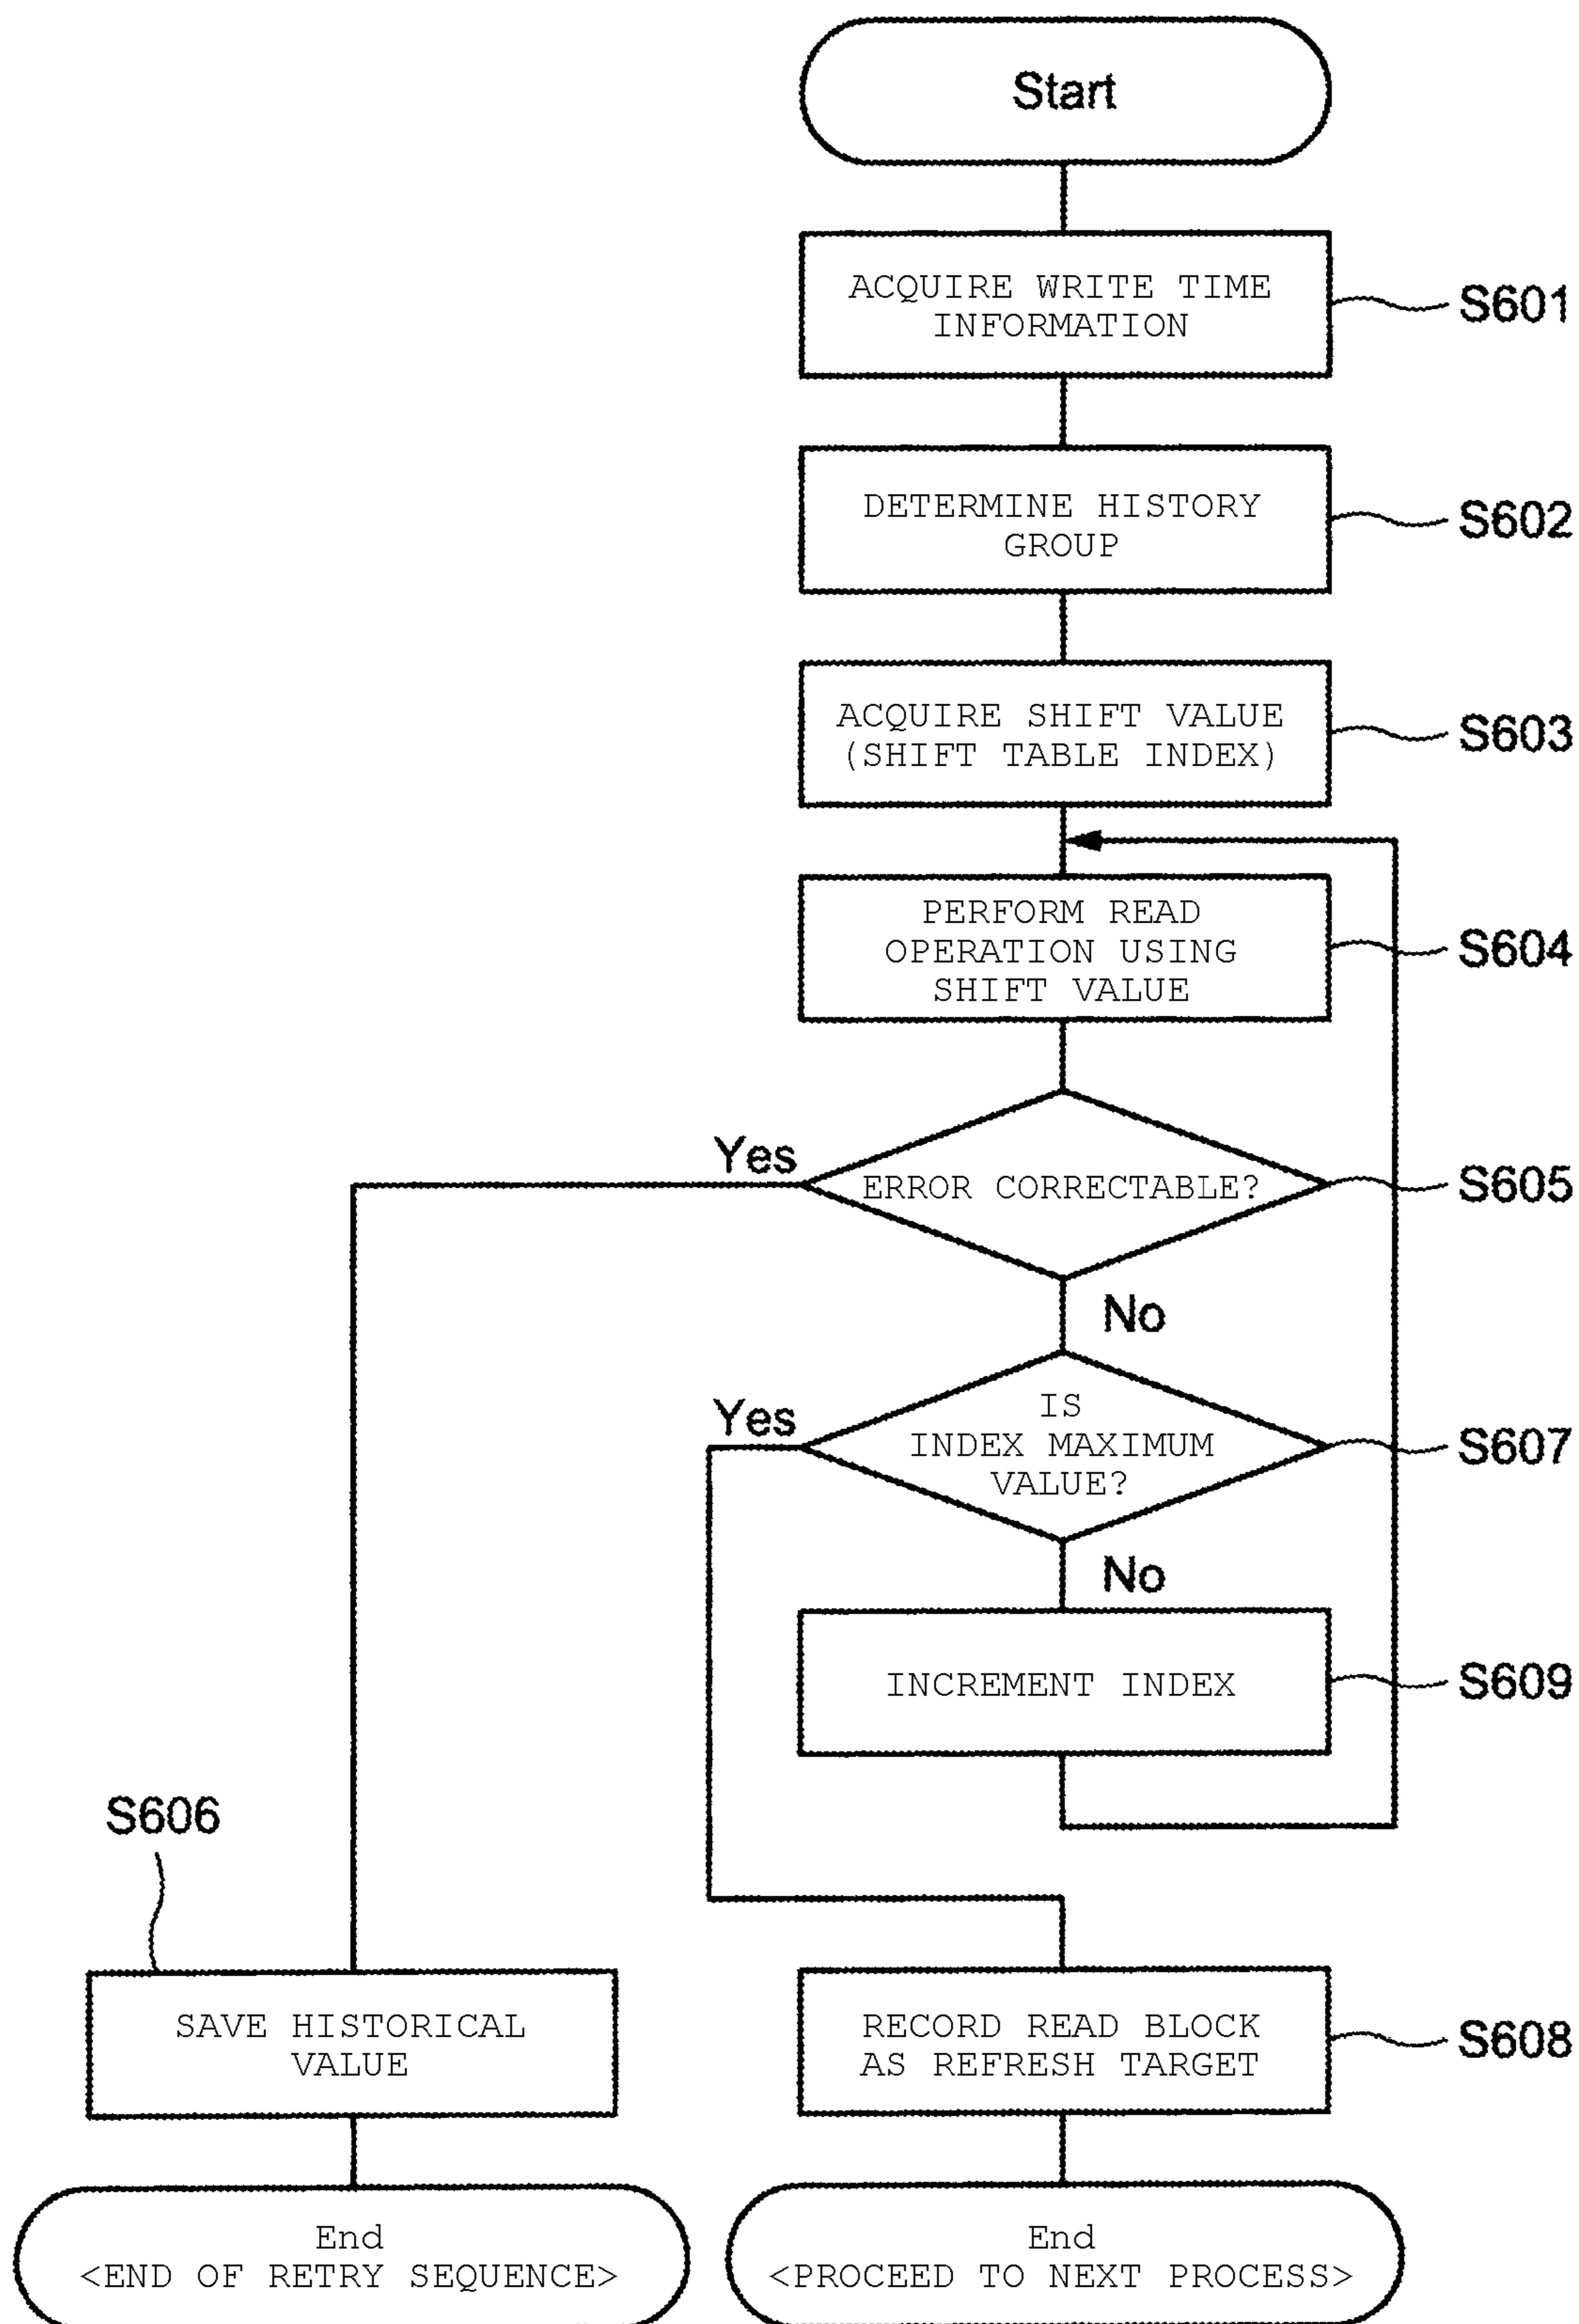 Start
ACQUIRE WRITE TIME
INFORMATION
S601
DETERMINE HISTORY
GROUP
S602
ACQUIRE SHIFT VALUE
(SHIFT TABLE INDEX)
S603
PERFORM READ
OPERATION USING
SHIFT VALUE
S604
Yes
ERROR CORRECTABLE?
S605
No
Yes
IS
INDEX MAXIMUM
VALUE?
S607
No
INCREMENT INDEX
S609
S606
SAVE HISTORICAL
VALUE
RECORD READ BLOCK
AS REFRESH TARGET
S608
End
<END OF RETRY SEQUENCE>
End
<PROCEED TO NEXT PROCESS>